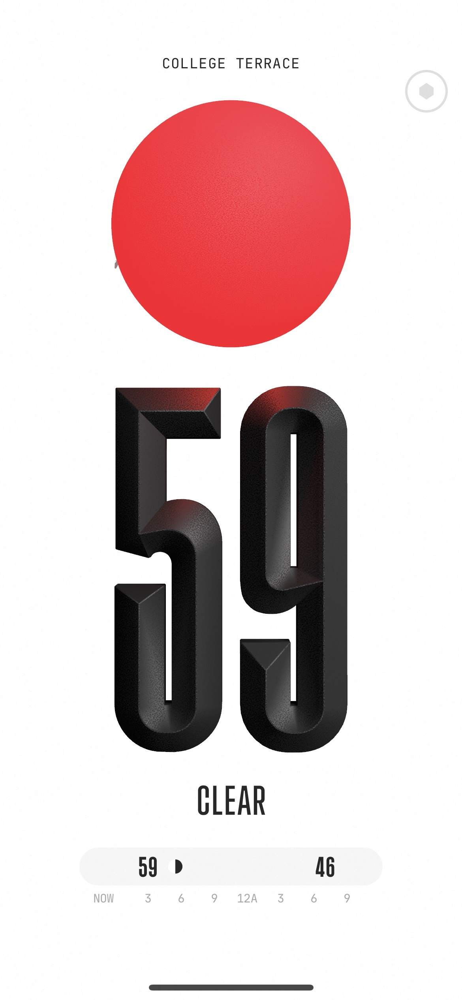 COLLEGE TERRACE
59
CLEAR
59 46
NOW 3 6 9 12A 3 6 9